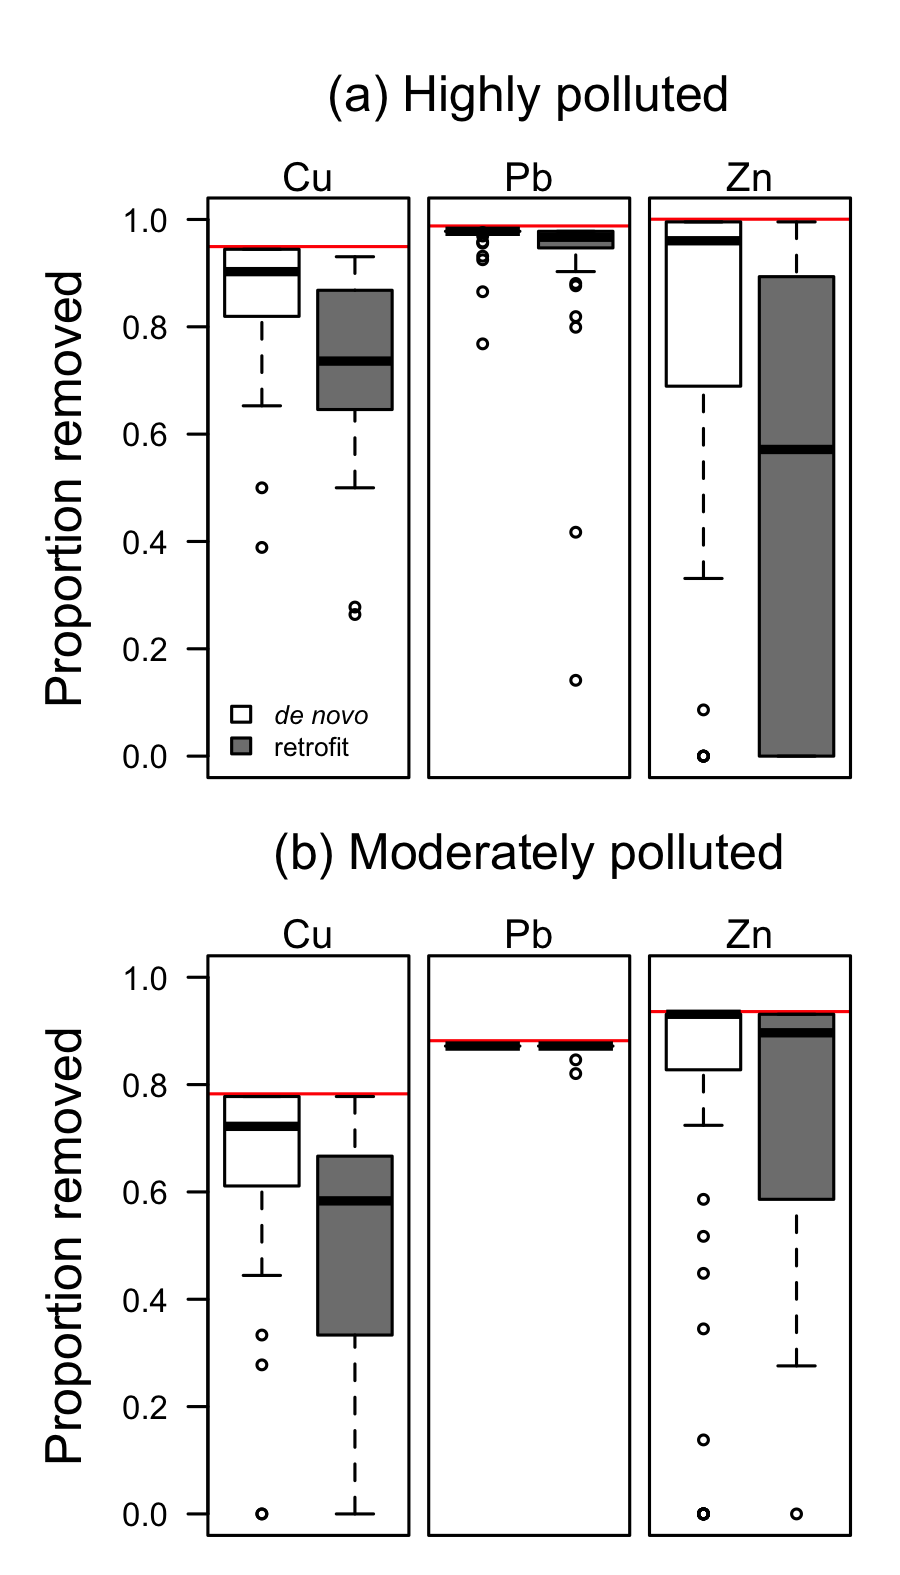 (a) Highly polluted
Cu Pb Zn
Proportion removed
1.0
0.8
0.6
0.4
0.2
0.0
de novo
retrofit
(b) Moderately polluted
Cu Pb Zn
Proportion removed
1.0
0.8
0.6
0.4
0.2
0.0